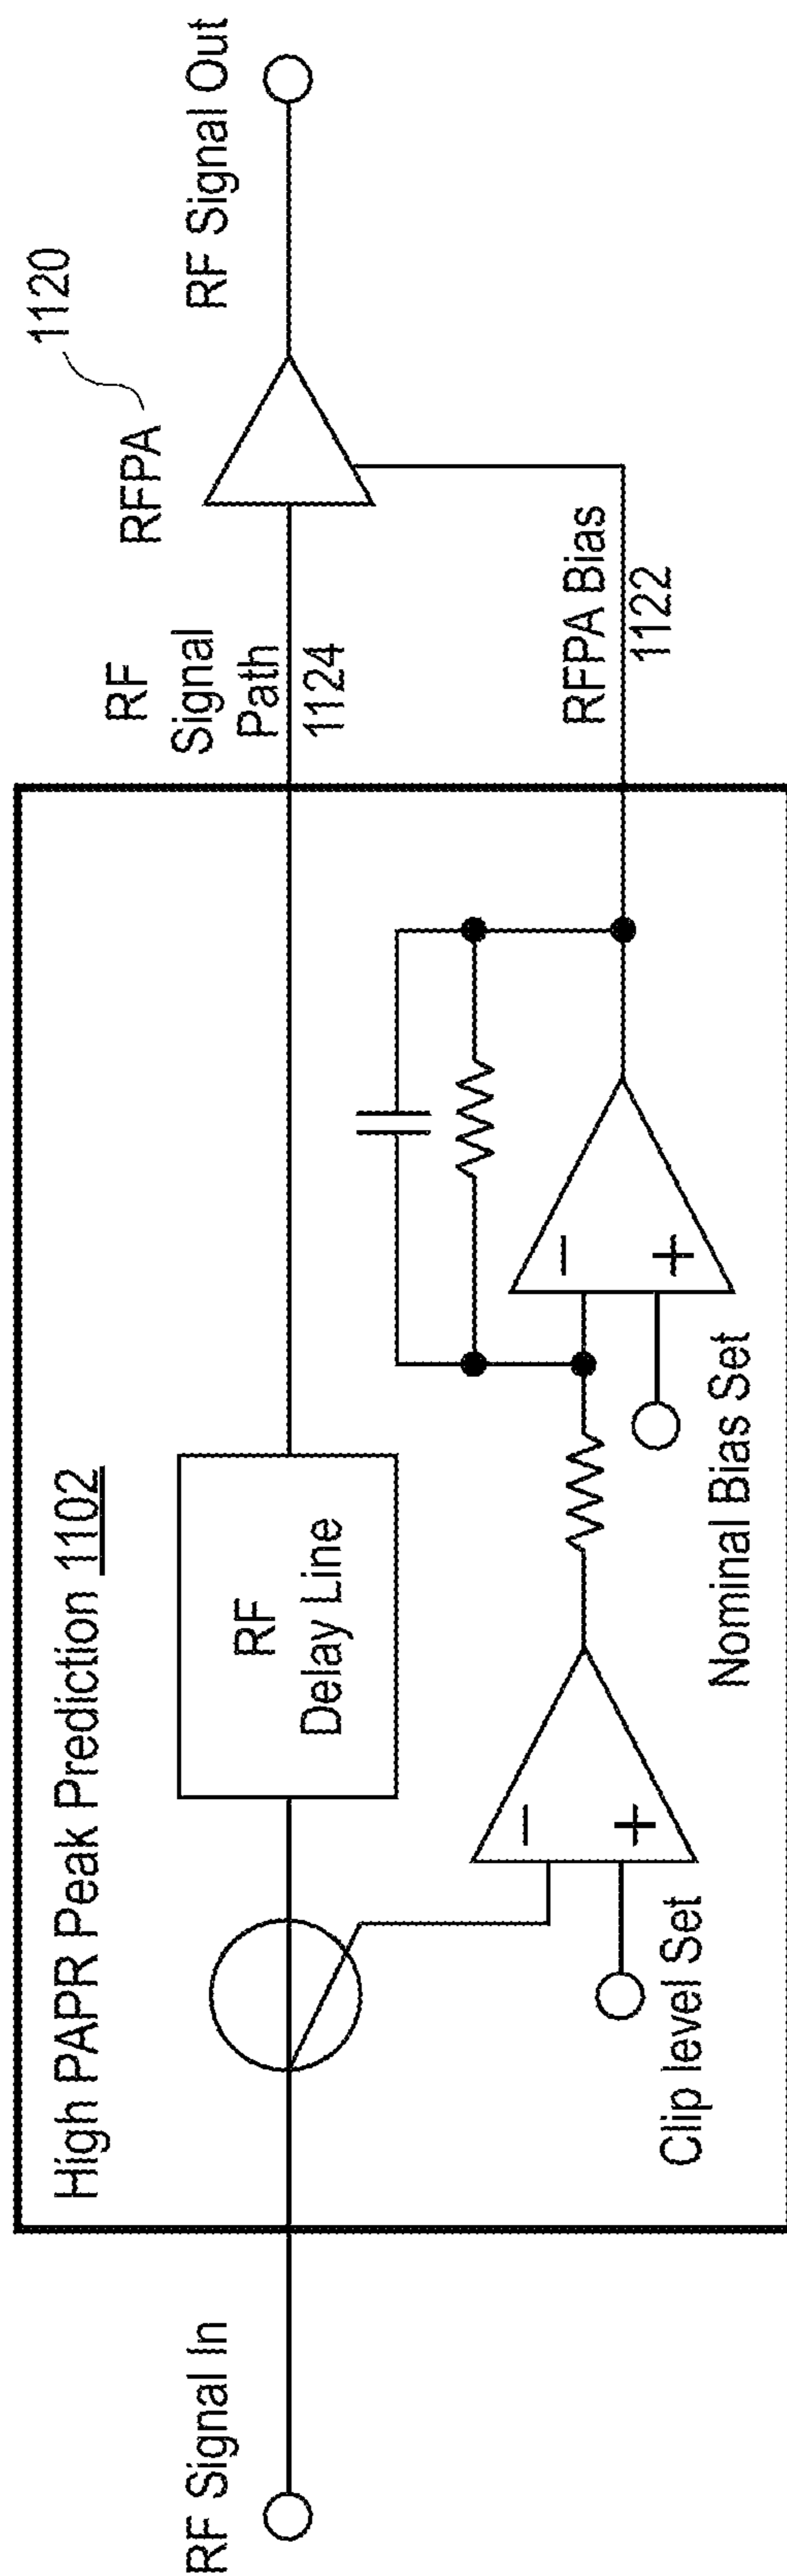 High PAPR Peak Prediction 1102
RF Signal In
RF
Delay Line
Clip level Set
−
+
Nominal Bias Set
−
+
RF
Signal
Path
1124
RFPA
1120
RF Signal Out
RFPA Bias
1122